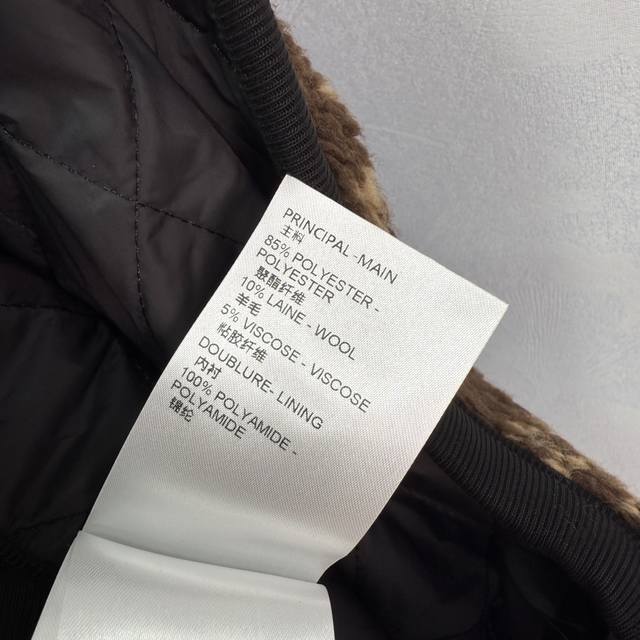 PRINCIPAL -MAIN
主料
85% POLYESTER -
POLYESTER
聚酯纤维
10% LAINE - WOOL
羊毛
5% VISCOSE - VISCOSE
粘胶纤维
DOUBLURE- LINING
内衬
100% POLYAMIDE -
POLYAMIDE
锦纶